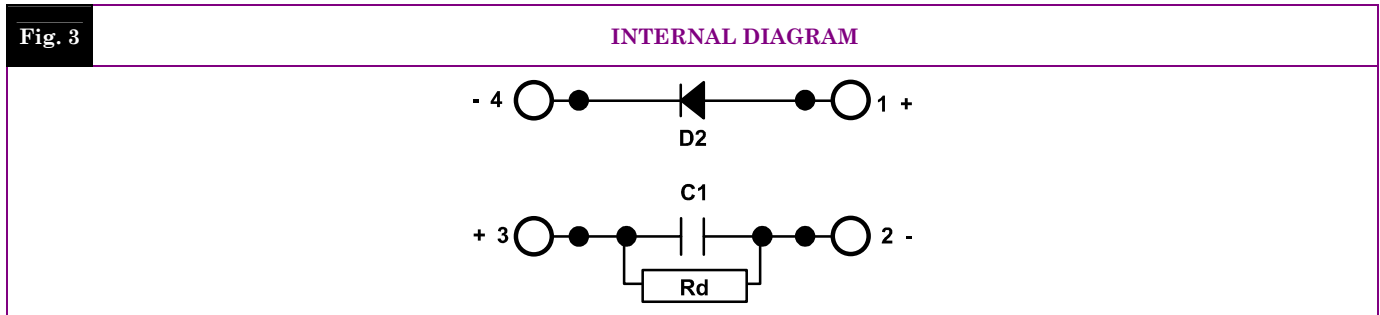 Fig. 3 INTERNAL DIAGRAM
- 4 1 +
D2
C1
+ 3 2 -
Rd